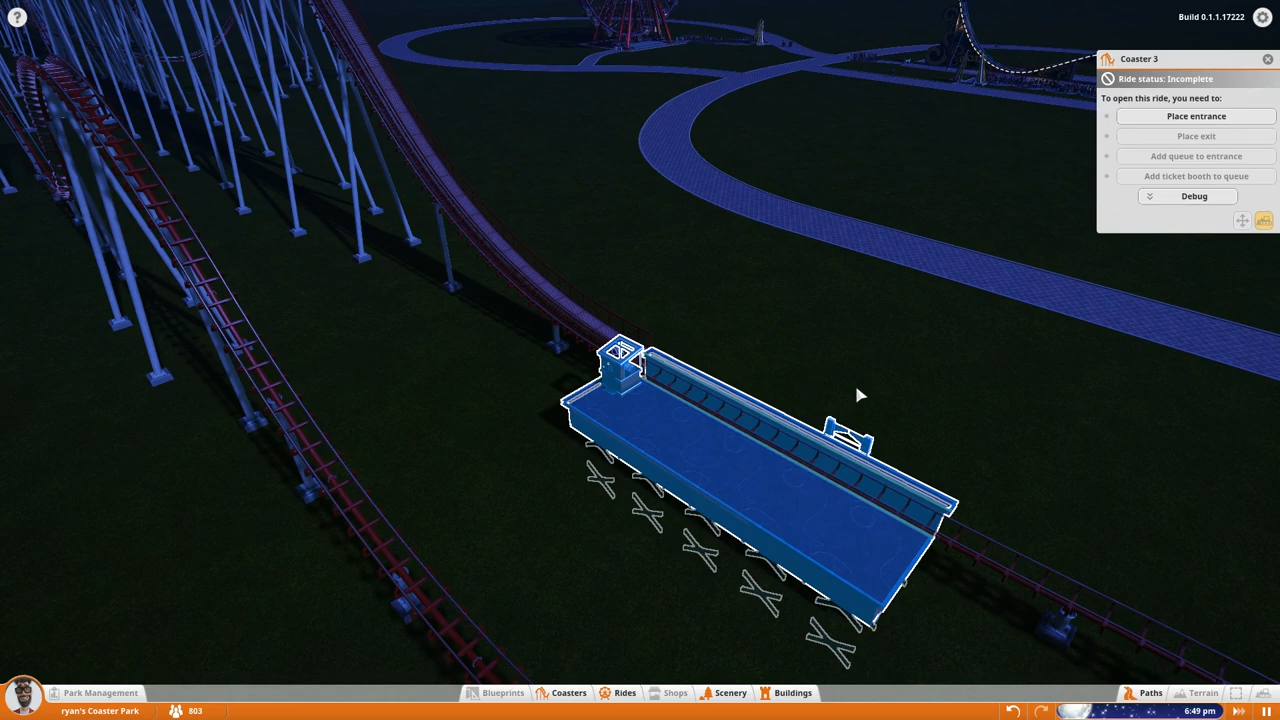 ?
Build 0.1.1.17222
Coaster 3
Ride status: Incomplete
To open this ride, you need to:
Place entrance
Place exit
Add queue to entrance
Add ticket booth to queue
Debug
Park Management
Blueprints
Coasters
Rides
Shops
Scenery
Buildings
Paths
Terrain
ryan's Coaster Park
803
6:49 pm